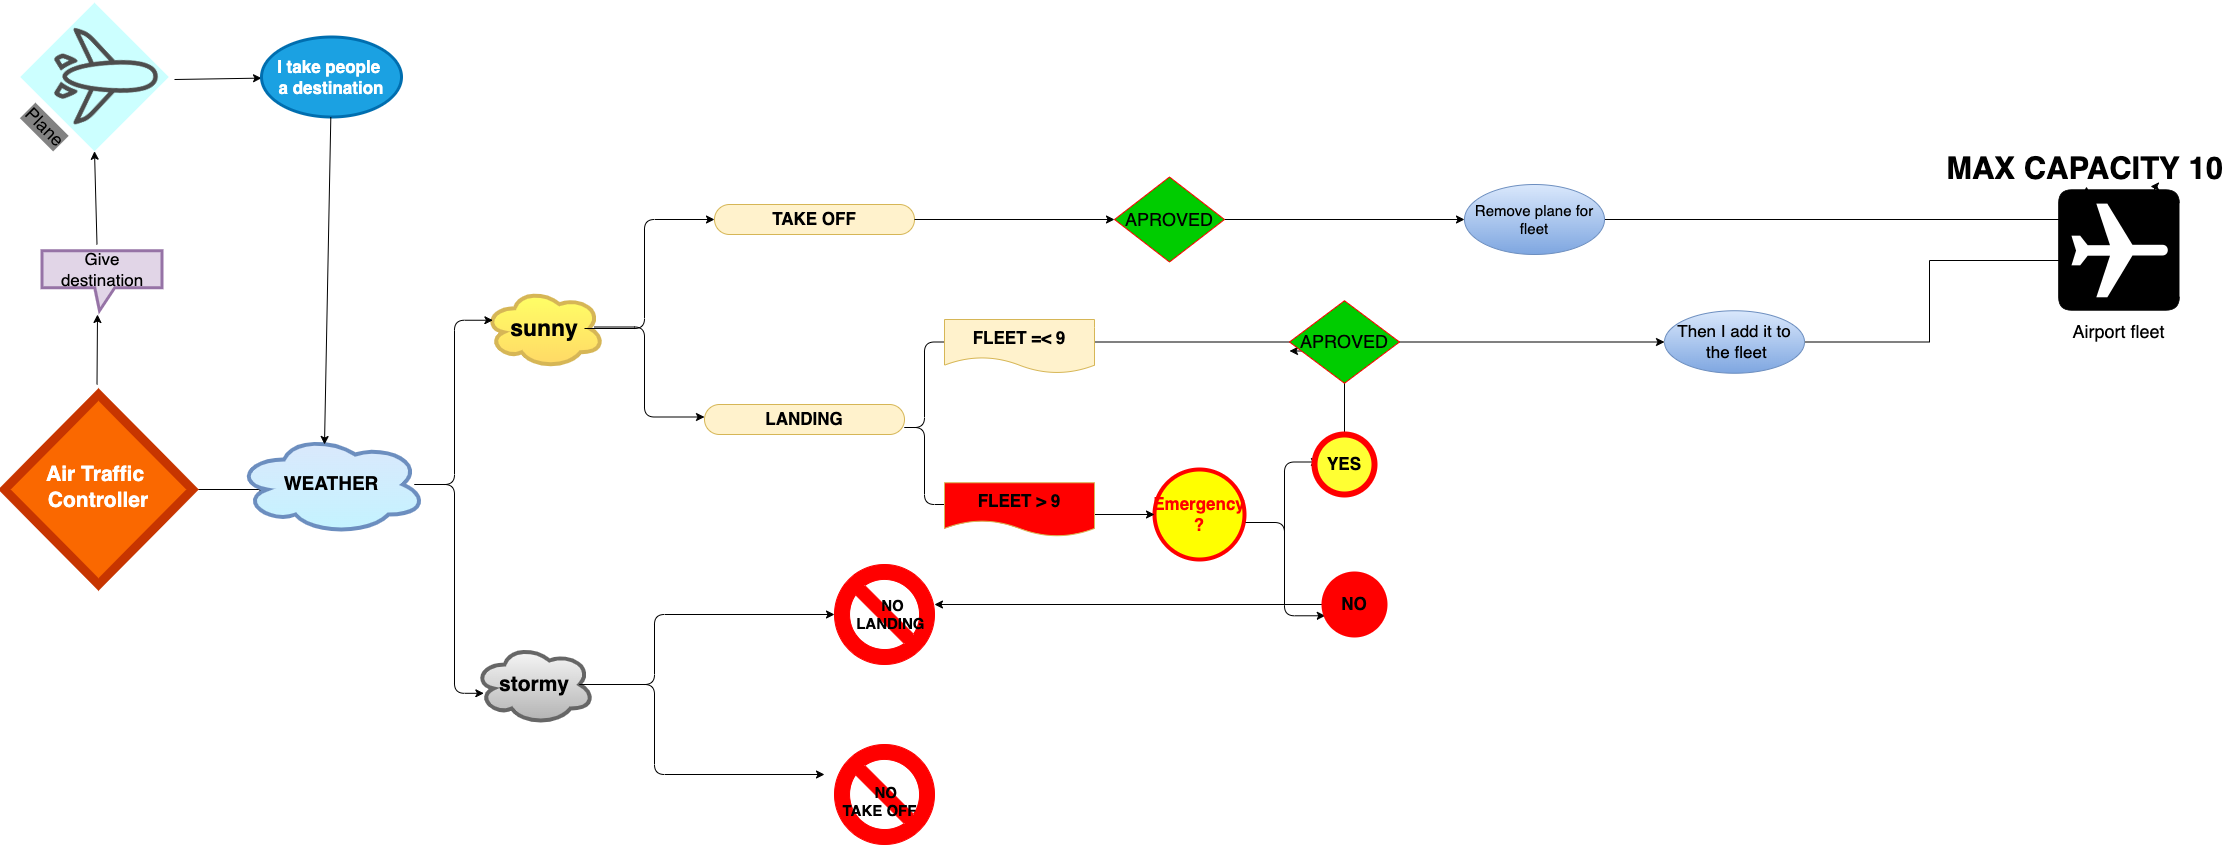 I take people
a destination
Plane
Give
destination
Air Traffic
Controller
WEATHER
sunny
stormy
TAKE OFF
APROVED
Remove plane for
fleet
MAX CAPACITY 10
Airport fleet
LANDING
FLEET =< 9
APROVED
Then I add it to
the fleet
FLEET > 9
Emergency
?
YES
NO
NO
LANDING
NO
TAKE OFF